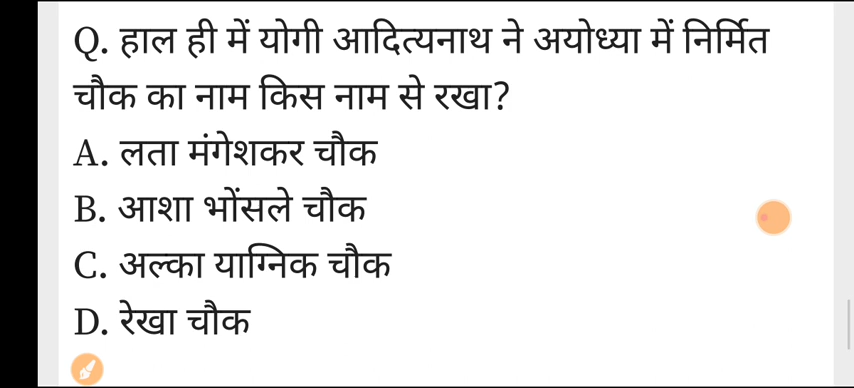 Q. हाल ही में योगी आदित्यनाथ ने अयोध्या में निर्मित
चौक का नाम किस नाम से रखा?
A. लता मंगेशकर चौक
B. आशा भोंसले चौक
C. अल्का याग्निक चौक
D. रेखा चौक